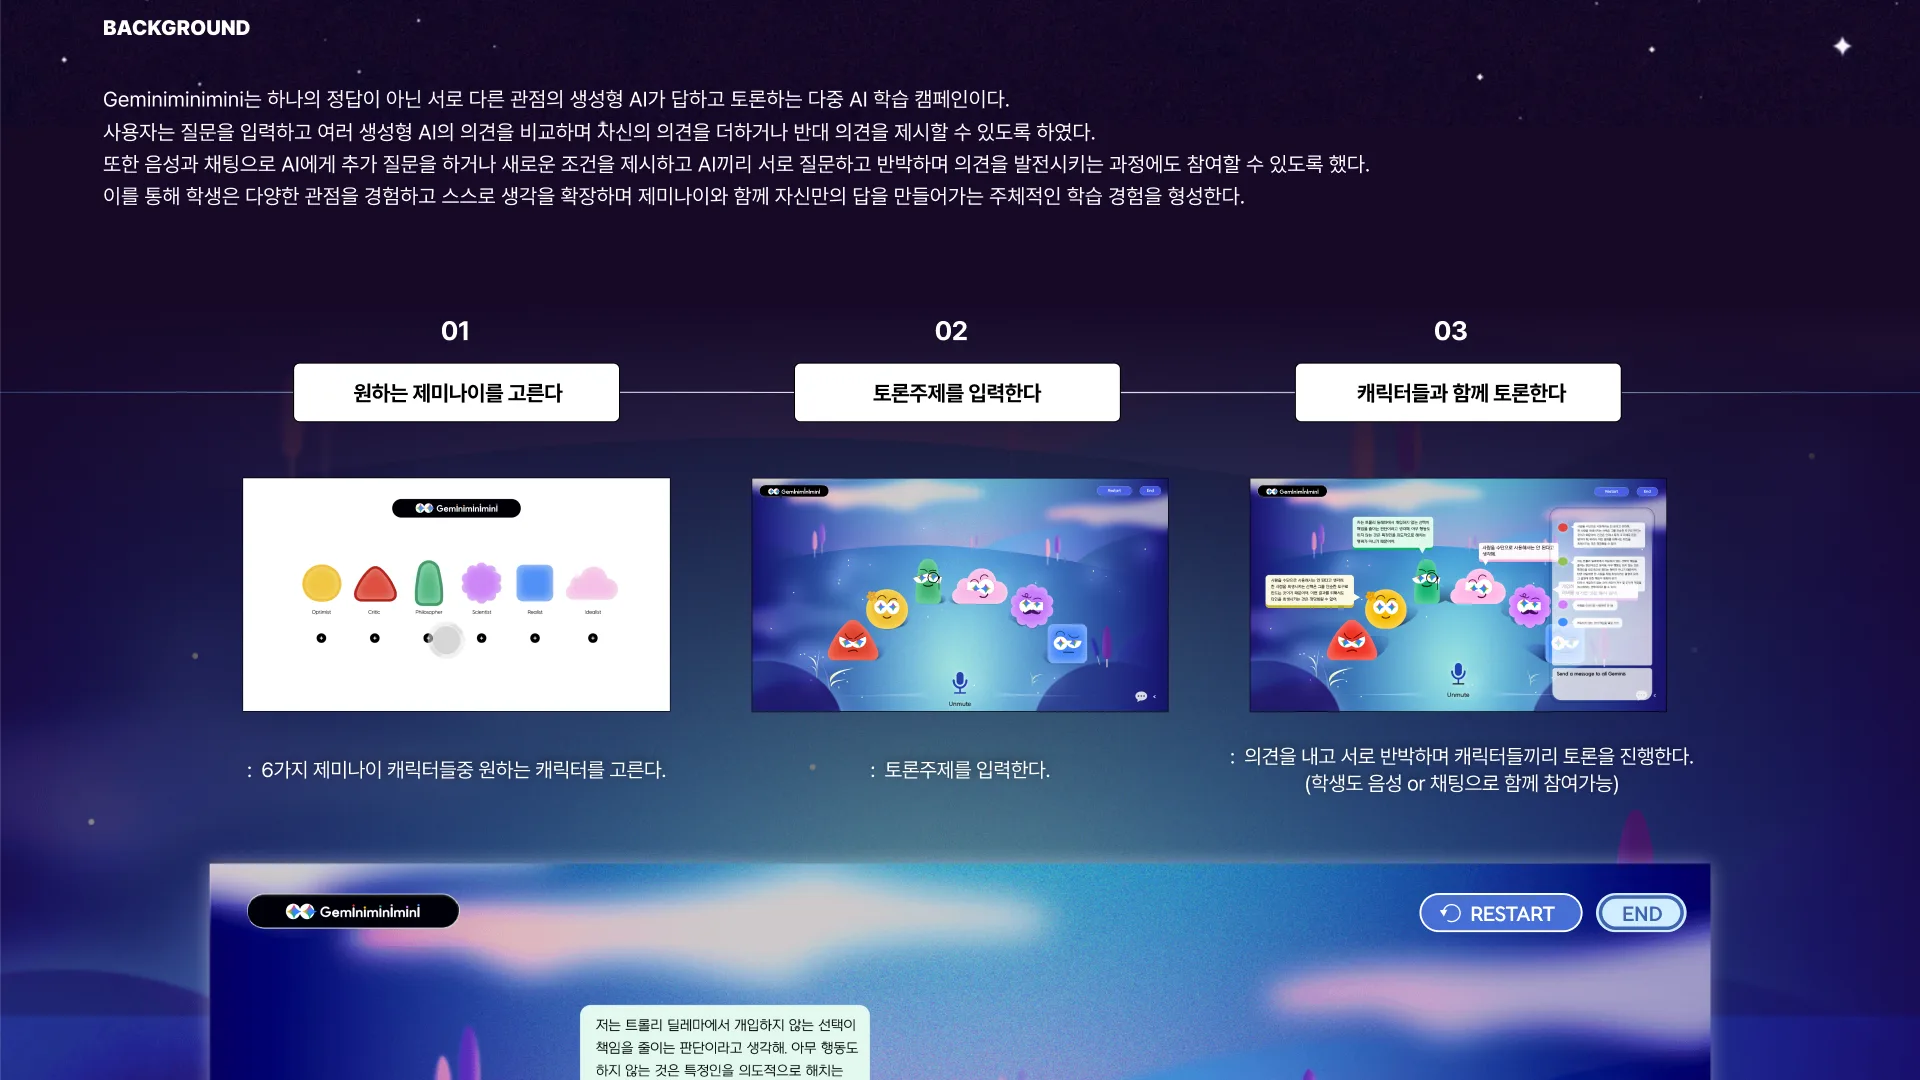 BACKGROUND
Geminiminimini는 하나의 정답이 아닌 서로 다른 관점의 생성형 AI가 답하고 토론하는 다중 AI 학습 캠페인이다.
사용자는 질문을 입력하고 여러 생성형 AI의 의견을 비교하며 자신의 의견을 더하거나 반대 의견을 제시할 수 있도록 하였다.
또한 음성과 채팅으로 AI에게 추가 질문을 하거나 새로운 조건을 제시하고 AI끼리 서로 질문하고 반박하며 의견을 발전시키는 과정에도 참여할 수 있도록 했다.
이를 통해 학생은 다양한 관점을 경험하고 스스로 생각을 확장하며 제미나이와 함께 자신만의 답을 만들어가는 주체적인 학습 경험을 형성한다.
01
02
03
원하는 제미나이를 고른다
토론주제를 입력한다
캐릭터들과 함께 토론한다
Geminiminimini
Optimist
Critic
Philosopher
Scientist
Realist
Idealist
Geminiminimini
Restart
End
Unmute
Geminiminimini
Restart
End
Unmute
Send a message to all Geminis
: 6가지 제미나이 캐릭터들중 원하는 캐릭터를 고른다.
: 토론주제를 입력한다.
: 의견을 내고 서로 반박하며 캐릭터들끼리 토론을 진행한다.
(학생도 음성 or 채팅으로 함께 참여가능)
Geminiminimini
RESTART
END
저는 트롤리 딜레마에서 개입하지 않는 선택이
책임을 줄이는 판단이라고 생각해. 아무 행동도
하지 않는 것은 특정인을 의도적으로 해치는